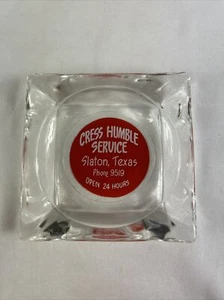 CRESS HUMBLE
SERVICE
Slaton, Texas
Phone 9519
OPEN 24 HOURS